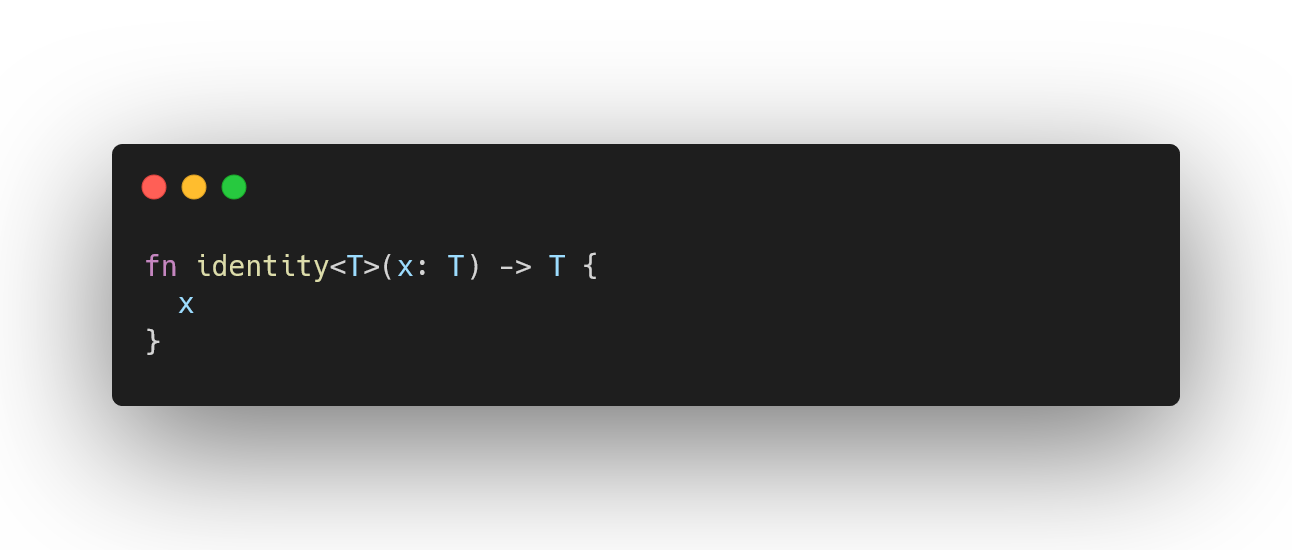 fn identity<T>(x: T) -> T {
  x
}